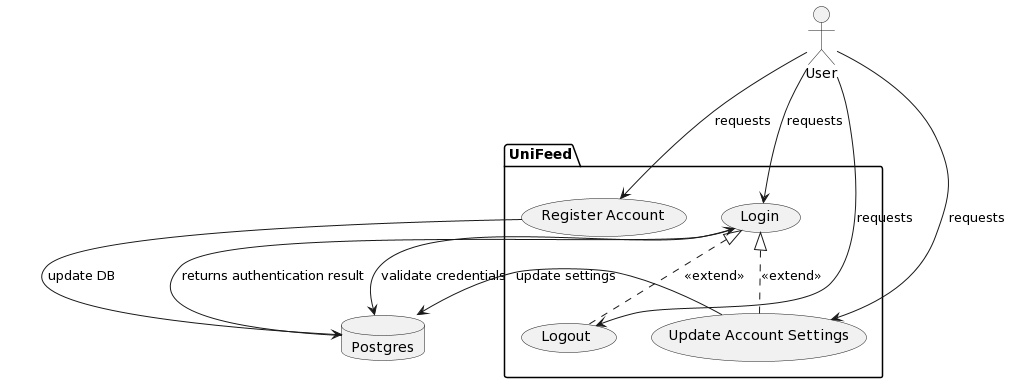 User
requests
requests
UniFeed
Register Account
Login
requests
requests
update DB
returns authentication result
validate credentials
update settings
«extend»
«extend»
Logout
Update Account Settings
Postgres